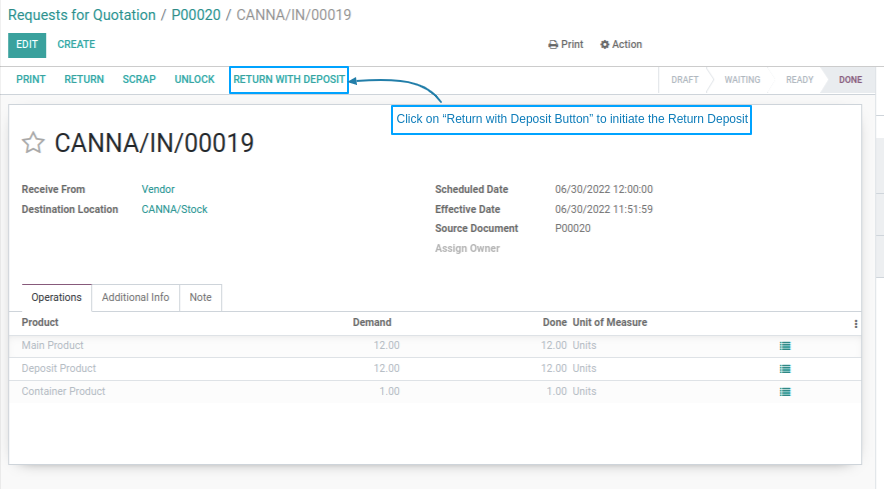 Requests for Quotation / P00020 / CANNA/IN/00019
EDIT CREATE Print Action
PRINT RETURN SCRAP UNLOCK RETURN WITH DEPOSIT DRAFT WAITING READY DONE
Click on “Return with Deposit Button” to initiate the Return Deposit
CANNA/IN/00019
Receive From Vendor Scheduled Date 06/30/2022 12:00:00
Destination Location CANNA/Stock Effective Date 06/30/2022 11:51:59
Source Document P00020
Assign Owner
Operations Additional Info Note
Product Demand Done Unit of Measure
Main Product 12.00 12.00 Units
Deposit Product 12.00 12.00 Units
Container Product 1.00 1.00 Units